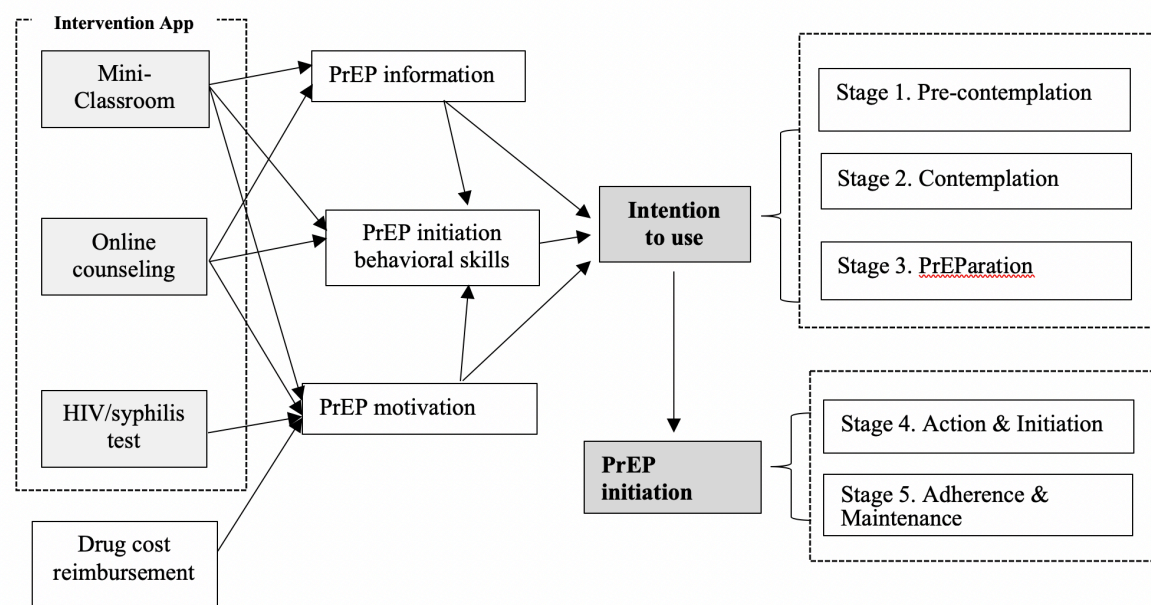 Intervention App
Mini-
Classroom
Online
counseling
HIV/syphilis
test
Drug cost
reimbursement
PrEP information
PrEP initiation
behavioral skills
PrEP motivation
Intention
to use
PrEP
initiation
Stage 1. Pre-contemplation
Stage 2. Contemplation
Stage 3. PrEParation
Stage 4. Action & Initiation
Stage 5. Adherence &
Maintenance